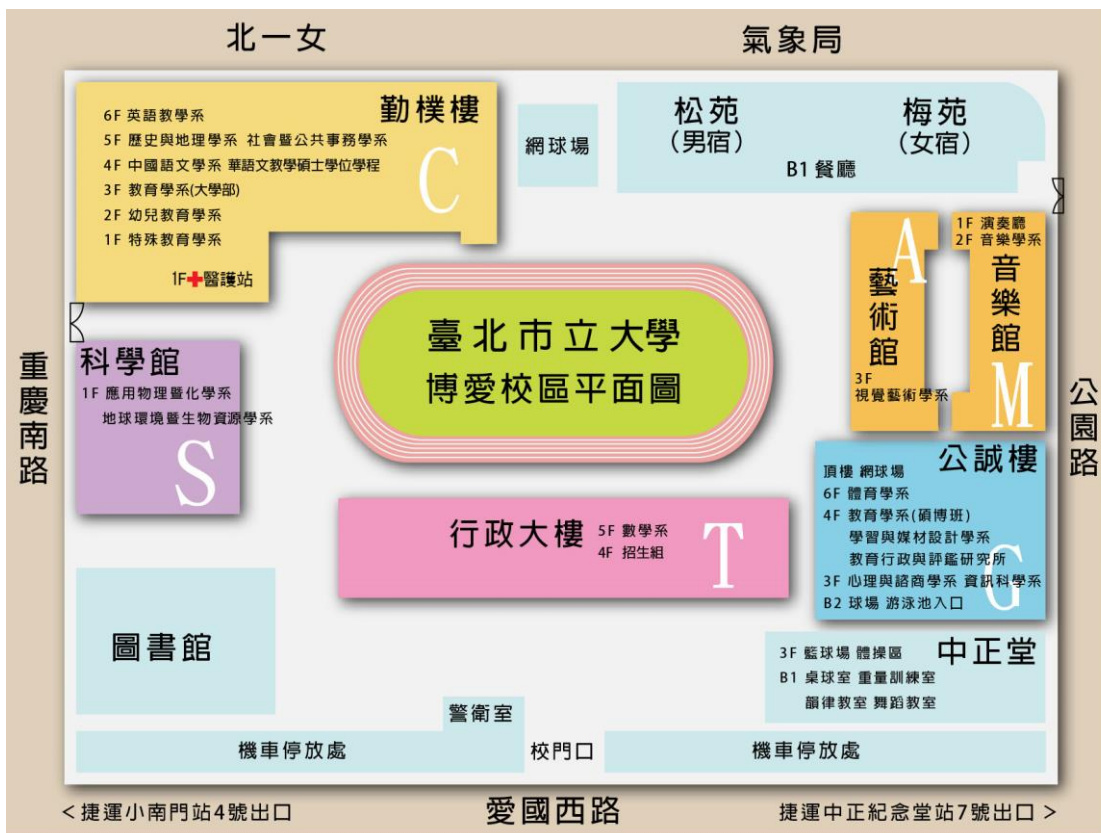 北一女
氣象局
勤樸樓
6F 英語教學系
5F 歷史與地理學系 社會暨公共事務學系
4F 中國語文學系 華語文教學碩士學位學程
3F 教育學系(大學部)
2F 幼兒教育學系
1F 特殊教育學系
1F 醫護站
C
網球場
松苑
(男宿)
梅苑
(女宿)
B1 餐廳
A
藝術館
3F
視覺藝術學系
1F 演奏廳
2F 音樂學系
音樂館
M
臺北市立大學
博愛校區平面圖
重慶南路
科學館
1F 應用物理暨化學系
地球環境暨生物資源學系
S
公園路
公誠樓
頂樓 網球場
6F 體育學系
4F 教育學系(碩博班)
學習與媒材設計學系
教育行政與評鑑研究所
3F 心理與諮商學系 資訊科學系
B2 球場 游泳池入口
G
行政大樓
5F 數學系
4F 招生組
T
圖書館
中正堂
3F 籃球場 體操區
B1 桌球室 重量訓練室
韻律教室 舞蹈教室
警衛室
機車停放處
校門口
機車停放處
< 捷運小南門站4號出口
愛國西路
捷運中正紀念堂站7號出口 >